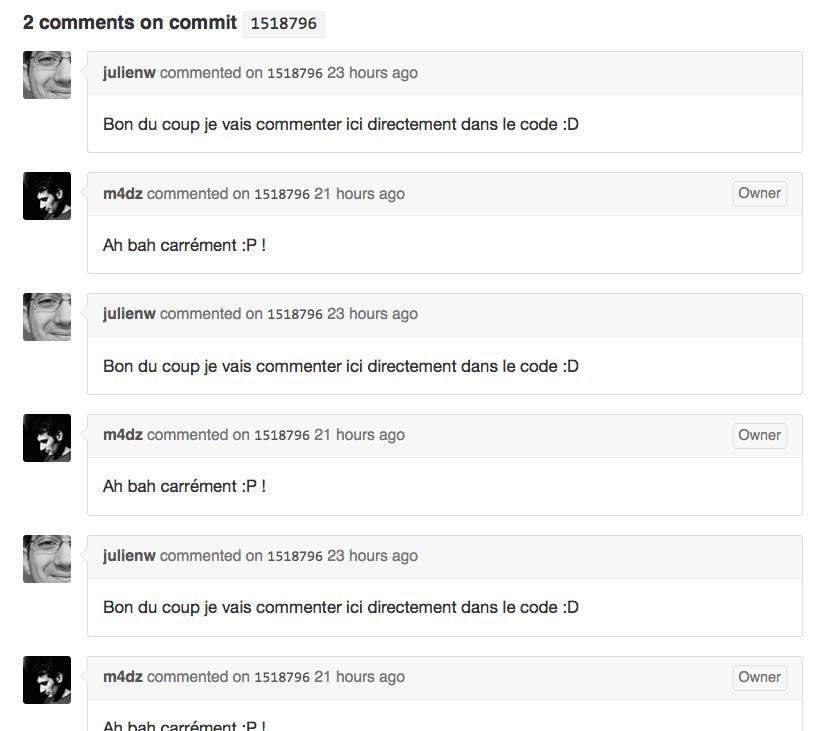 2 comments on commit 1518796
julienw commented on 1518796 23 hours ago
Bon du coup je vais commenter ici directement dans le code :D
m4dz commented on 1518796 21 hours ago Owner
Ah bah carrément :P !
julienw commented on 1518796 23 hours ago
Bon du coup je vais commenter ici directement dans le code :D
m4dz commented on 1518796 21 hours ago Owner
Ah bah carrément :P !
julienw commented on 1518796 23 hours ago
Bon du coup je vais commenter ici directement dans le code :D
m4dz commented on 1518796 21 hours ago Owner
Ah bah carrément :P !